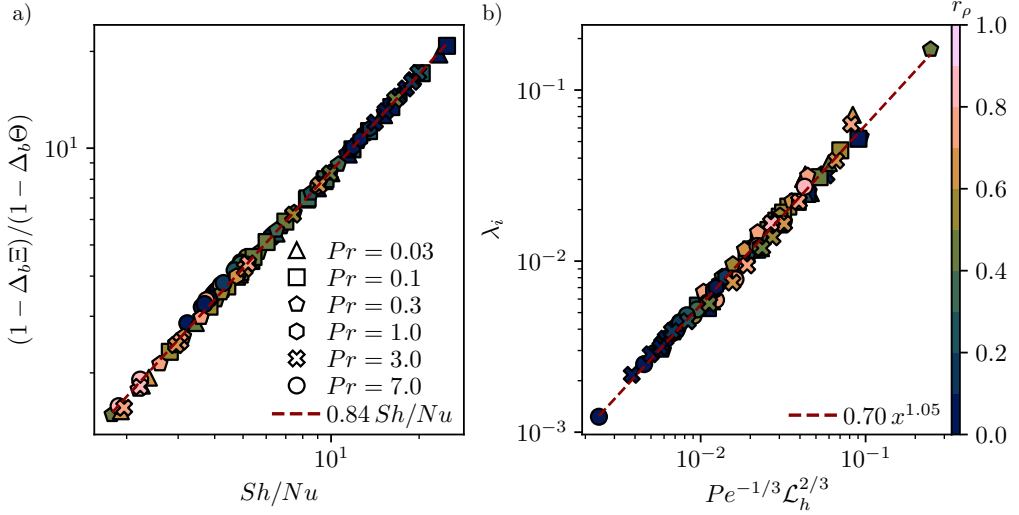 a)
(1 − Δ_bΞ)/(1 − Δ_bΘ)
10^1
Pr = 0.03
Pr = 0.1
Pr = 0.3
Pr = 1.0
Pr = 3.0
Pr = 7.0
0.84 Sh/Nu
10^1
Sh/Nu
b)
λ_i
10^{-1}
10^{-2}
10^{-3}
0.70 x^{1.05}
10^{-2}
10^{-1}
Pe^{-1/3} ℒ_h^{2/3}
r_ρ
1.0
0.8
0.6
0.4
0.2
0.0